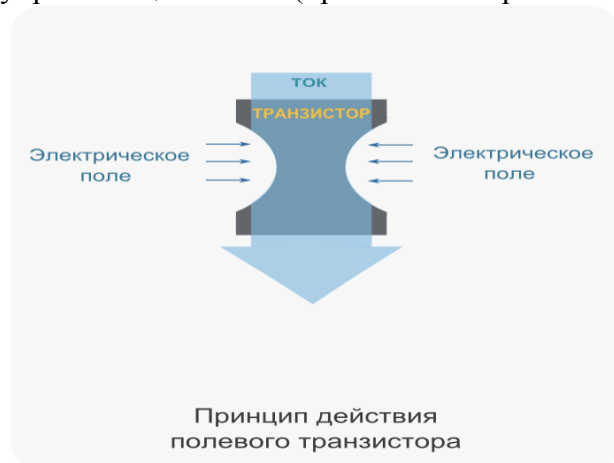 ТОК
ТРАНЗИСТОР
Электрическое
поле
Электрическое
поле
Принцип действия
полевого транзистора